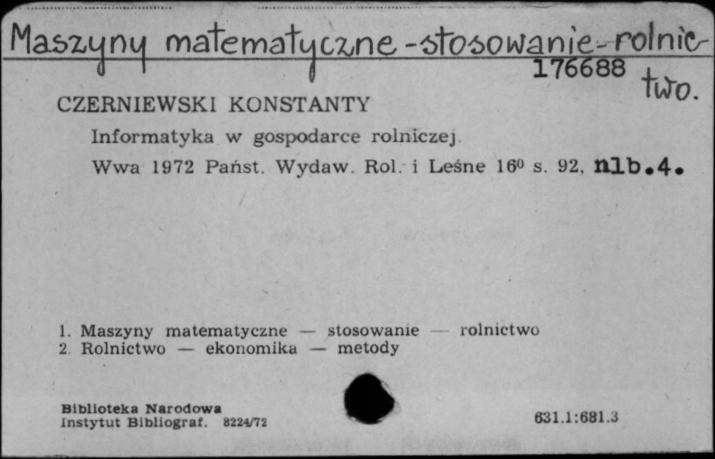 Maszyny matematyczne - stosowanie - rolnic-
176688 two.
CZERNIEWSKI KONSTANTY
Informatyka w gospodarce rolniczej.
Wwa 1972 Państ. Wydaw. Rol. i Leśne 16⁰ s. 92, nlb.4.
1. Maszyny matematyczne — stosowanie — rolnictwo
2. Rolnictwo — ekonomika — metody
Biblioteka Narodowa
Instytut Bibliograf. 8224/72
631.1:681.3